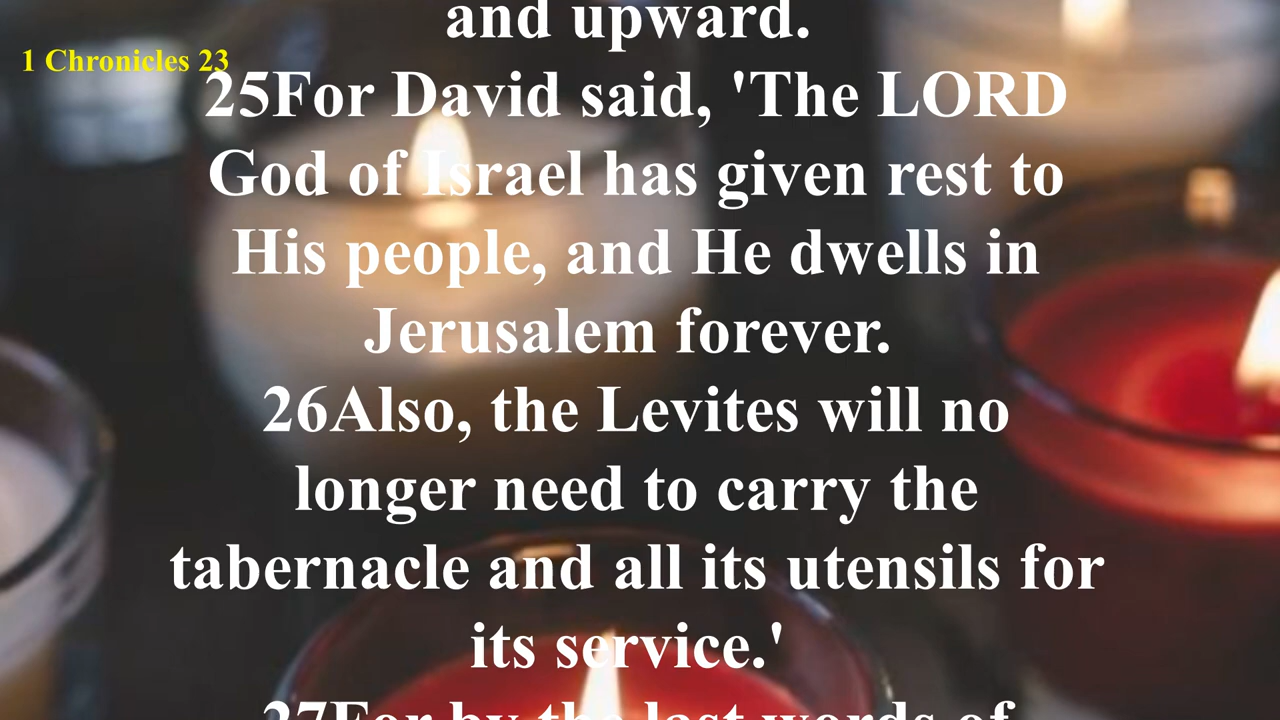 and upward.
1 Chronicles 23
25For David said, 'The LORD
God of Israel has given rest to
His people, and He dwells in
Jerusalem forever.
26Also, the Levites will no
longer need to carry the
tabernacle and all its utensils for
its service.'
27For by the last words of